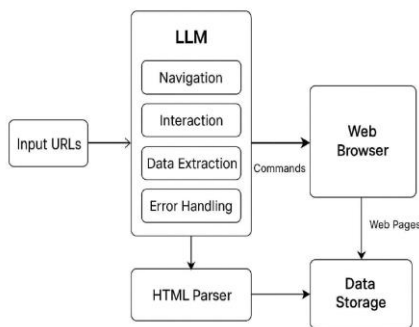 LLM
Navigation
Interaction
Data Extraction
Error Handling
Input URLs
Commands
Web
Browser
Web Pages
HTML Parser
Data
Storage